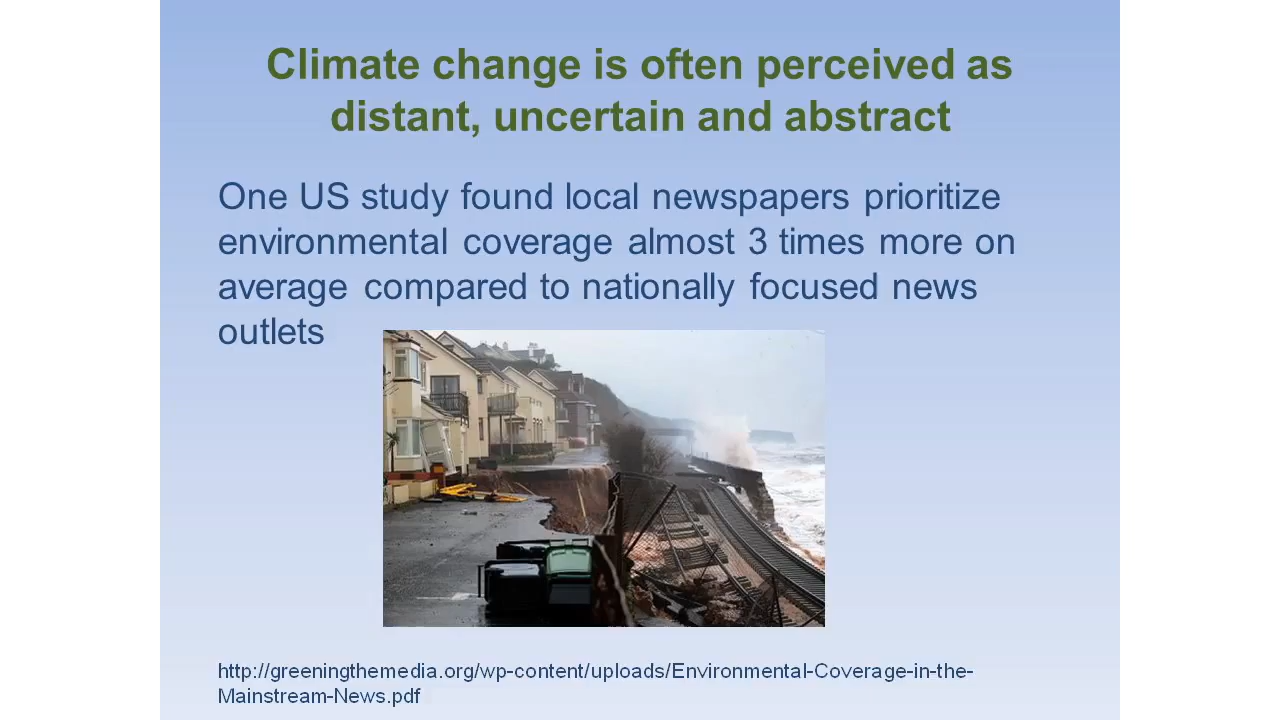 Climate change is often perceived as
distant, uncertain and abstract
One US study found local newspapers prioritize
environmental coverage almost 3 times more on
average compared to nationally focused news
outlets
http://greeningthemedia.org/wp-content/uploads/Environmental-Coverage-in-the-
Mainstream-News.pdf